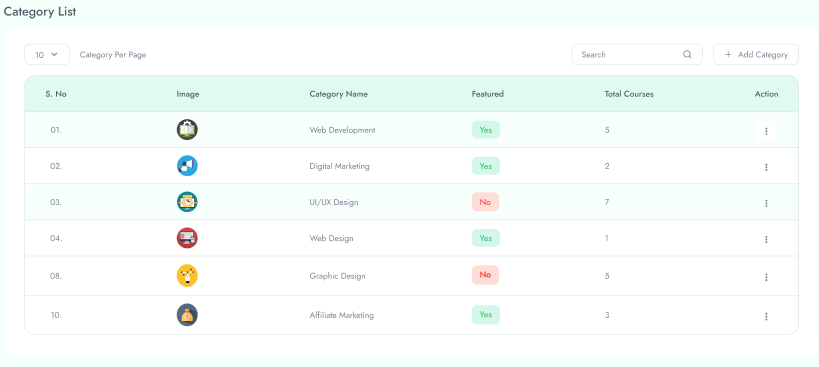 Category List
10 Category Per Page Search + Add Category
S. No Image Category Name Featured Total Courses Action
01. Web Development Yes 5
02. Digital Marketing Yes 2
03. UI/UX Design No 7
04. Web Design Yes 1
08. Graphic Design No 5
10. Affiliate Marketing Yes 3